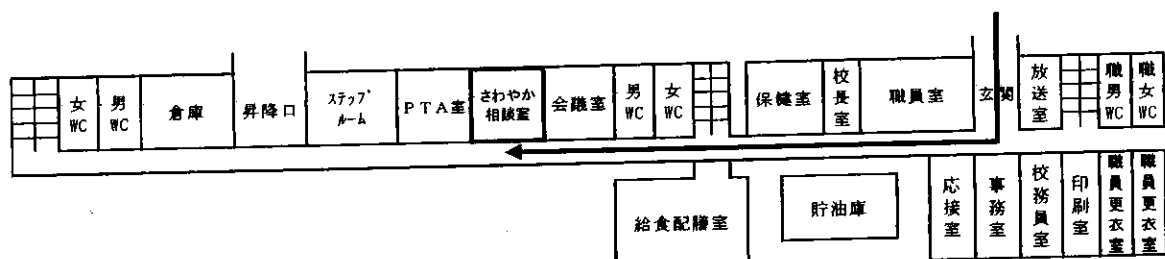 女WC
男WC
倉庫
昇降口
ステップルーム
PTA室
さわやか
相談室
会議室
男WC
女WC
保健室
校長室
職員室
玄関
放送室
職男WC
職女WC
給食配膳室
貯油庫
応接室
事務室
校務員室
印刷室
職員更衣室
職員更衣室